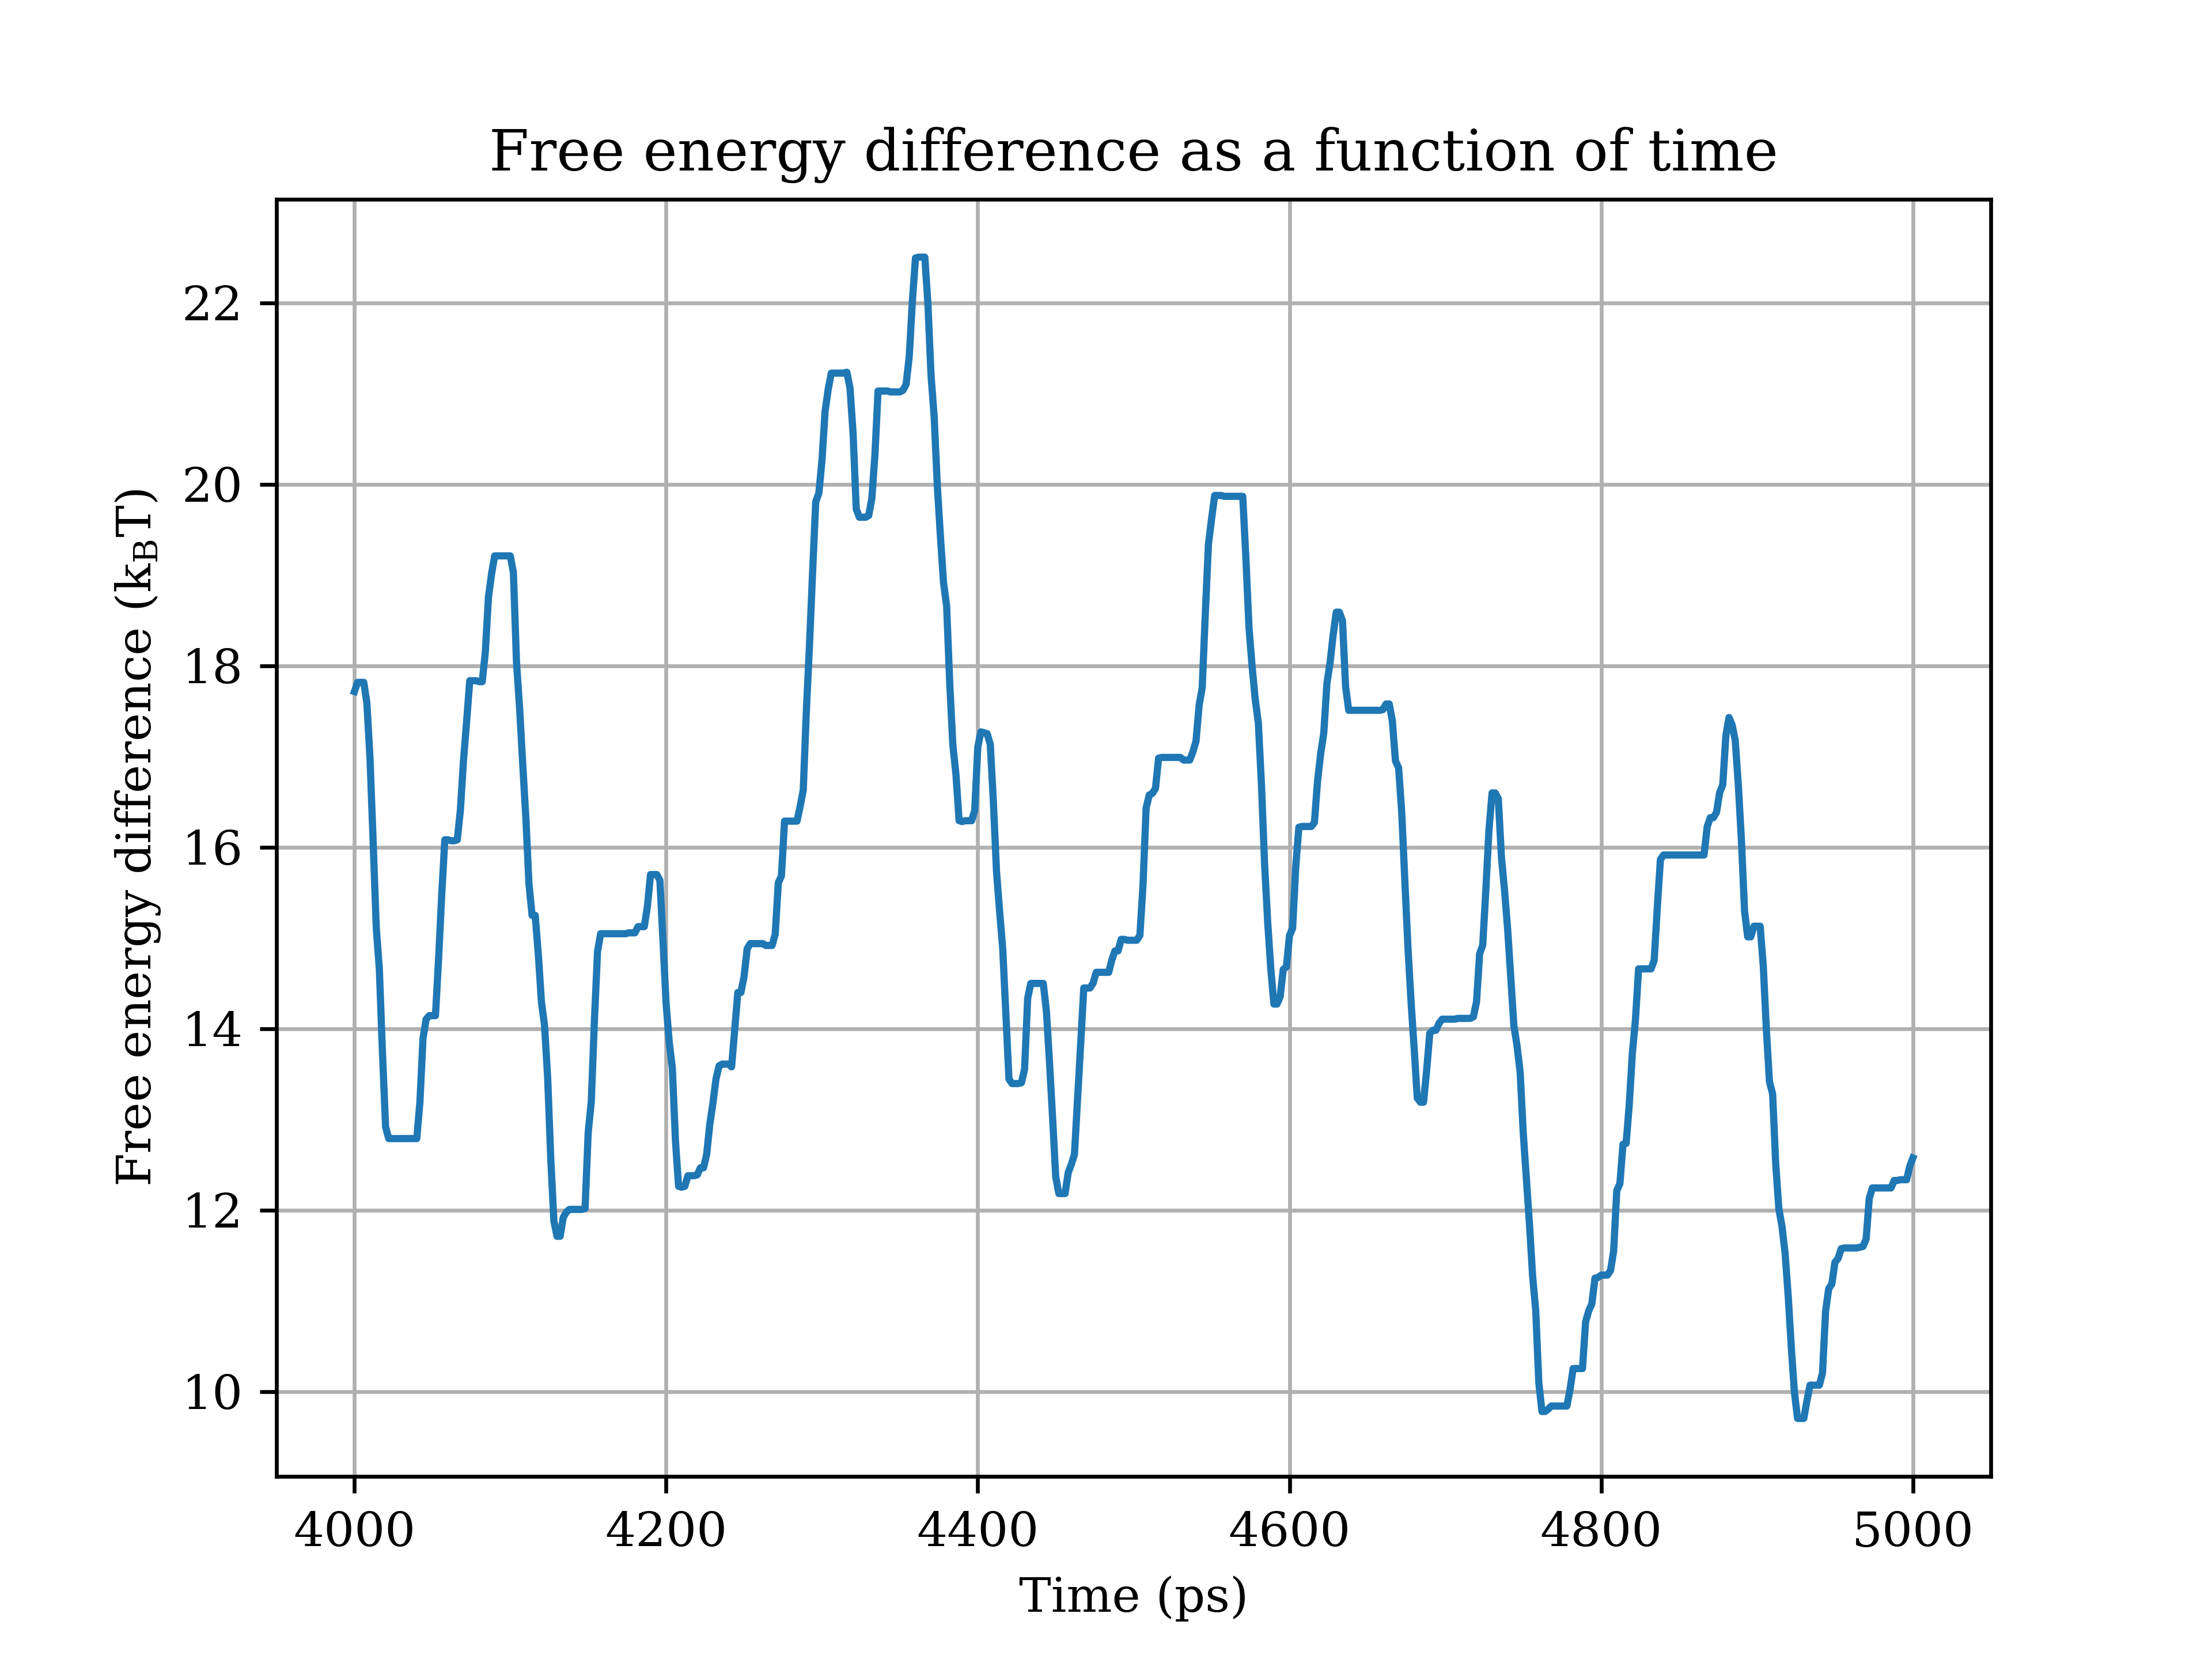 Free energy difference as a function of time
Free energy difference (kBT)
22
20
18
16
14
12
10
4000 4200 4400 4600 4800 5000
Time (ps)